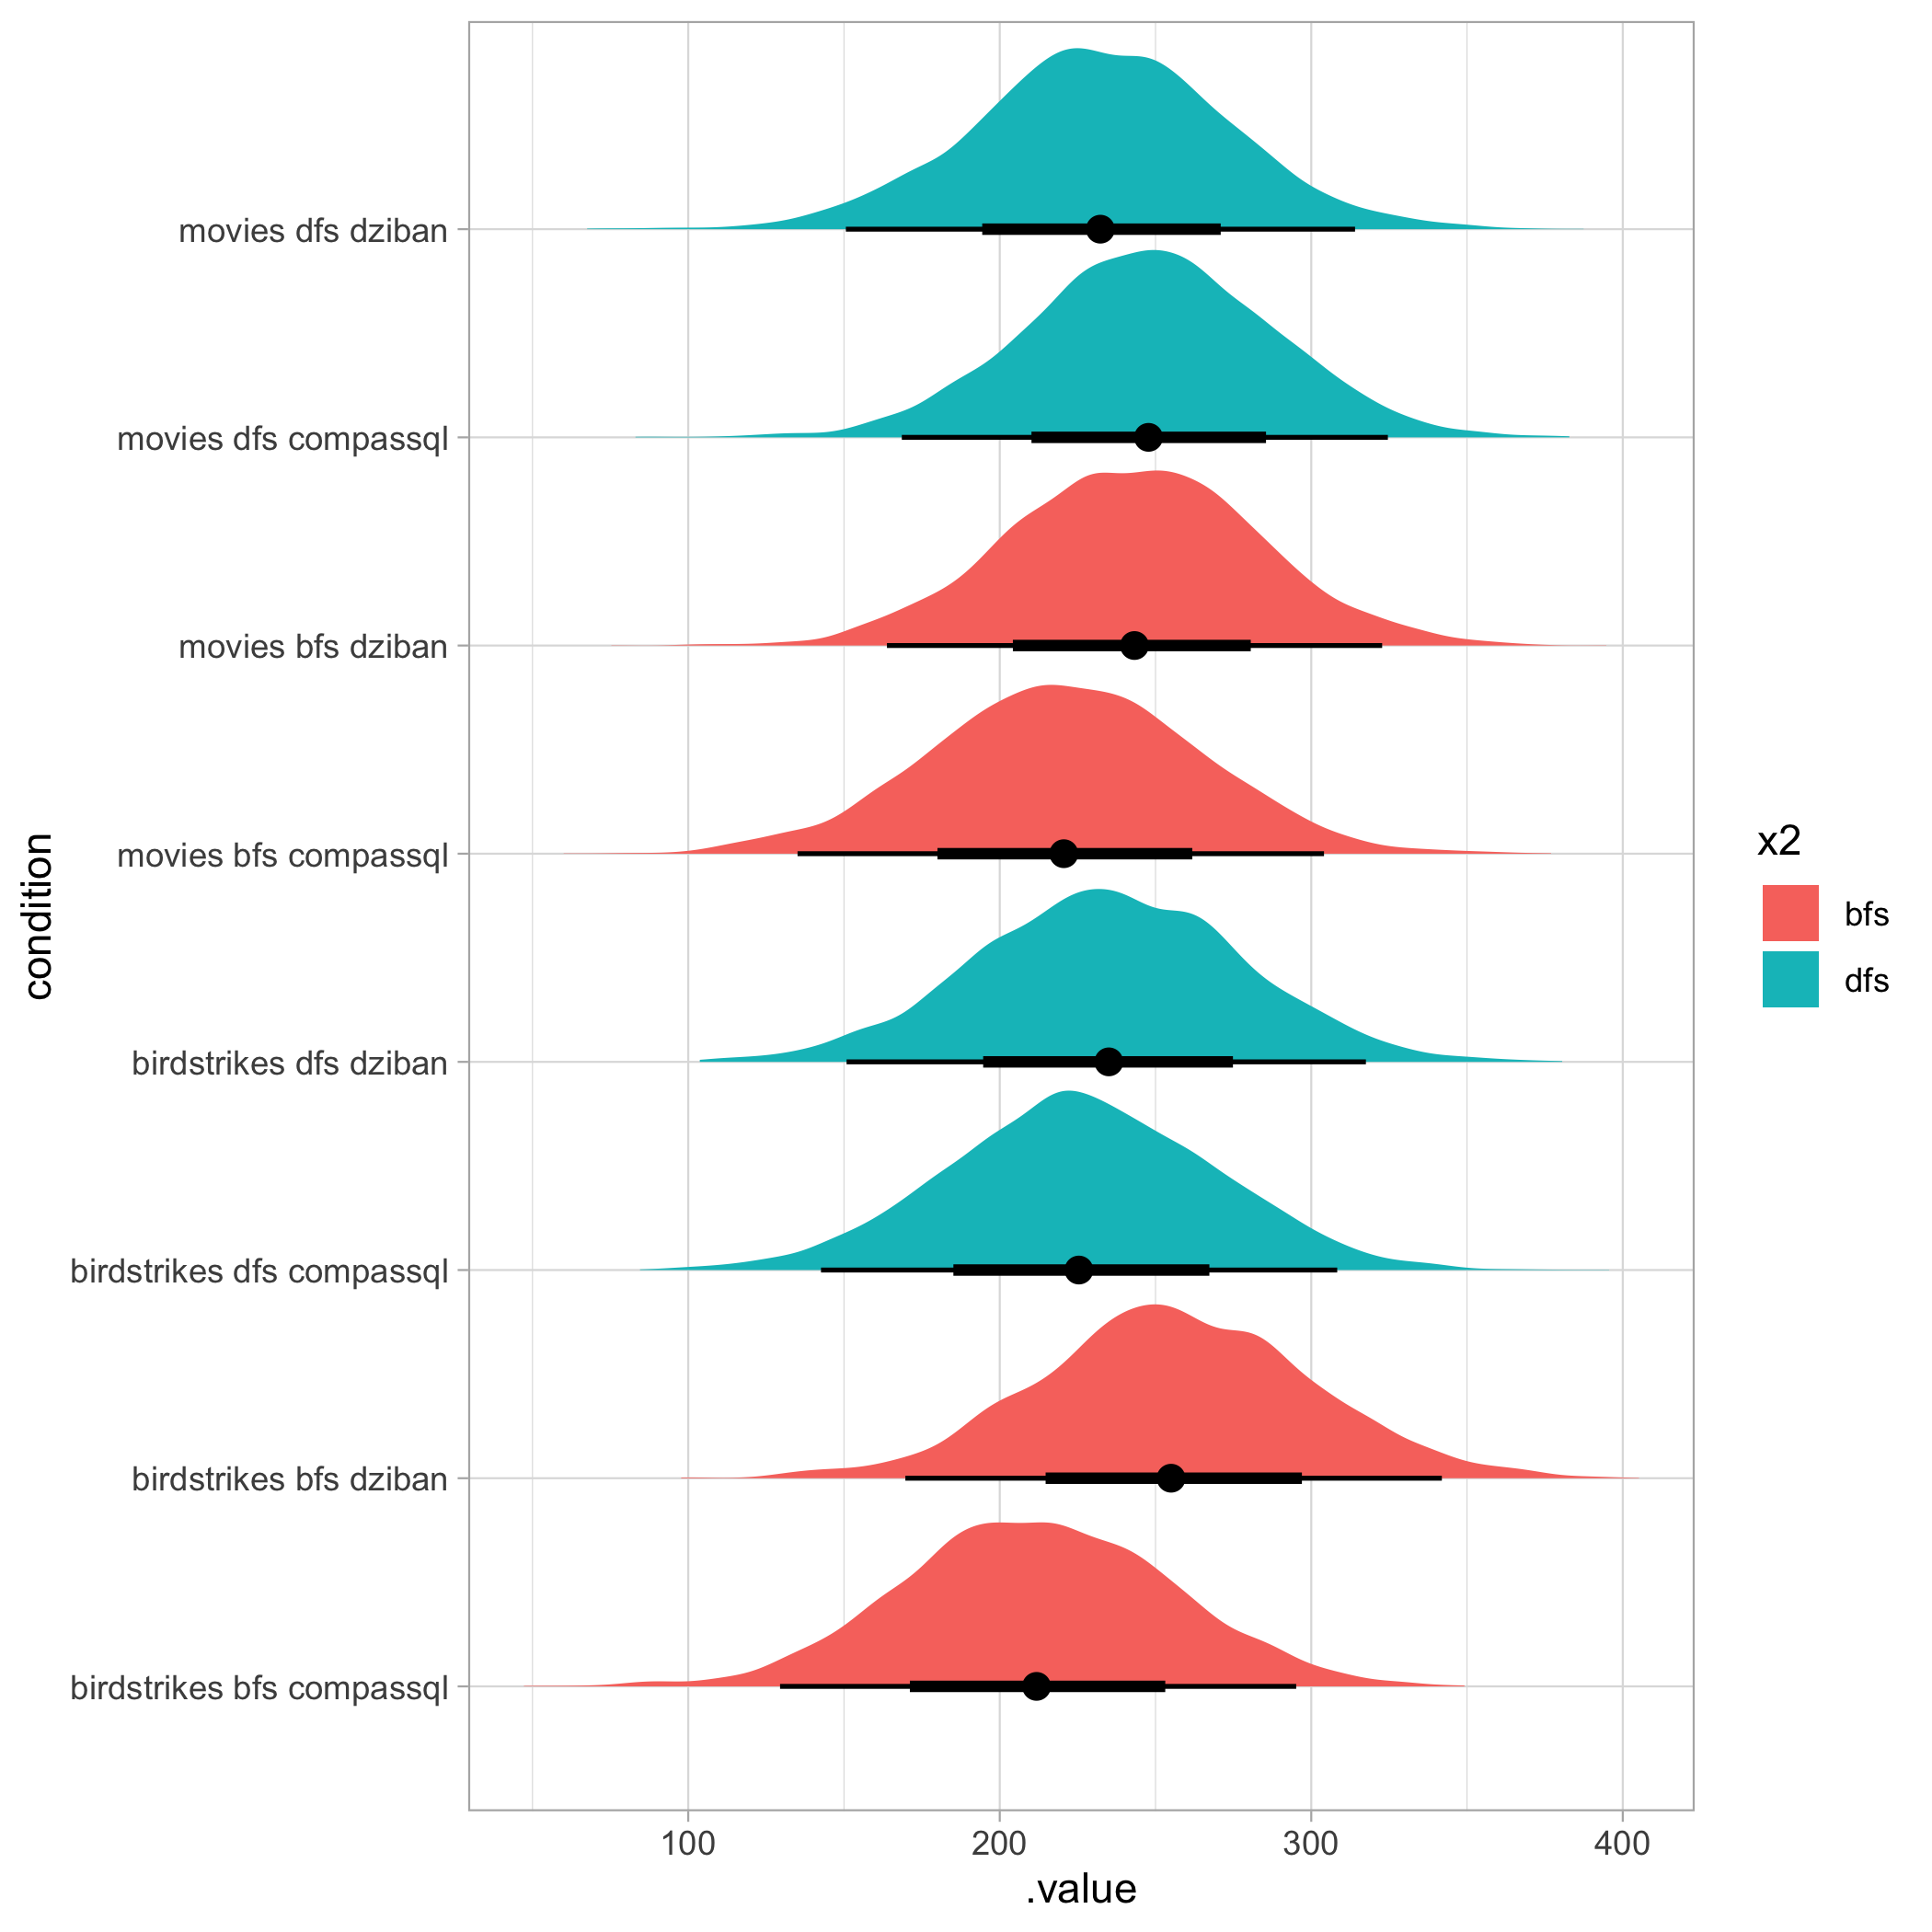 movies dfs dziban
movies dfs compassql
movies bfs dziban
movies bfs compassql
birdstrikes dfs dziban
birdstrikes dfs compassql
birdstrikes bfs dziban
birdstrikes bfs compassql
condition
100 200 300 400
.value
x2
bfs
dfs